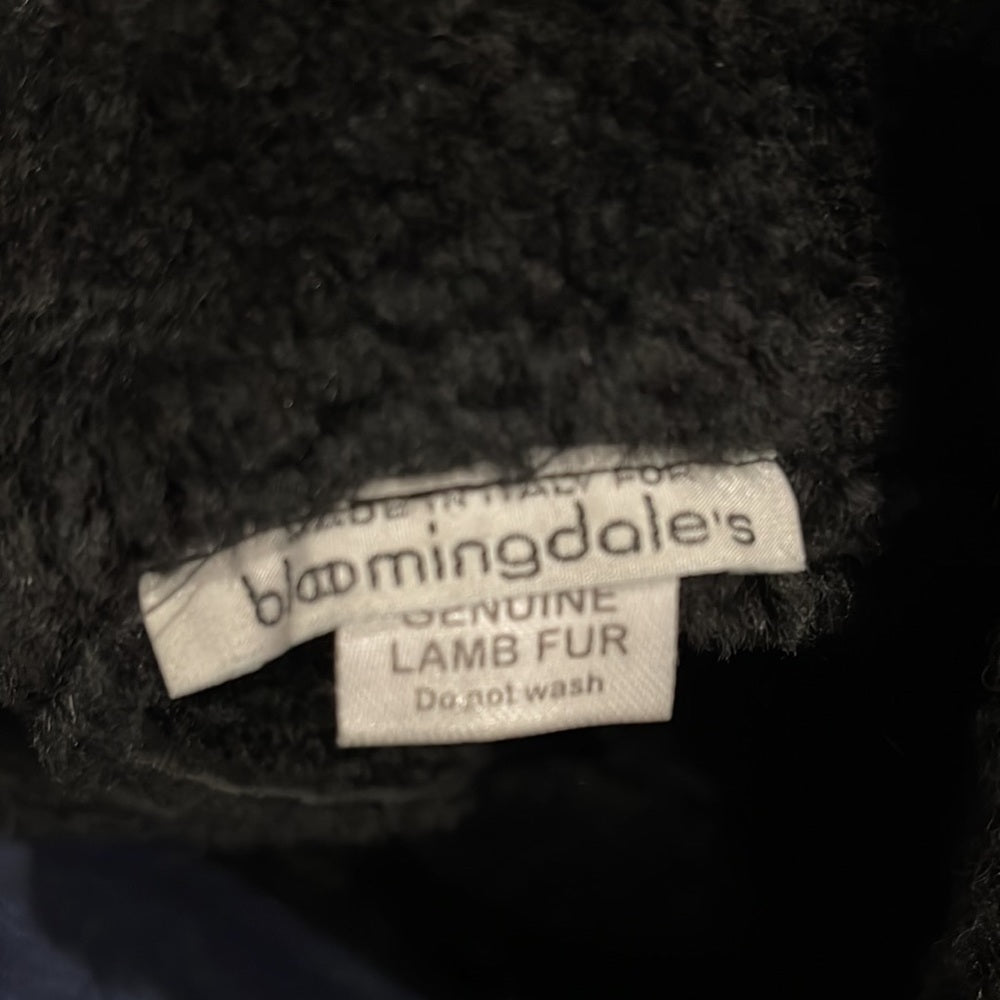 MADE IN ITALY FOR
bloomingdale's
GENUINE
LAMB FUR
Do not wash